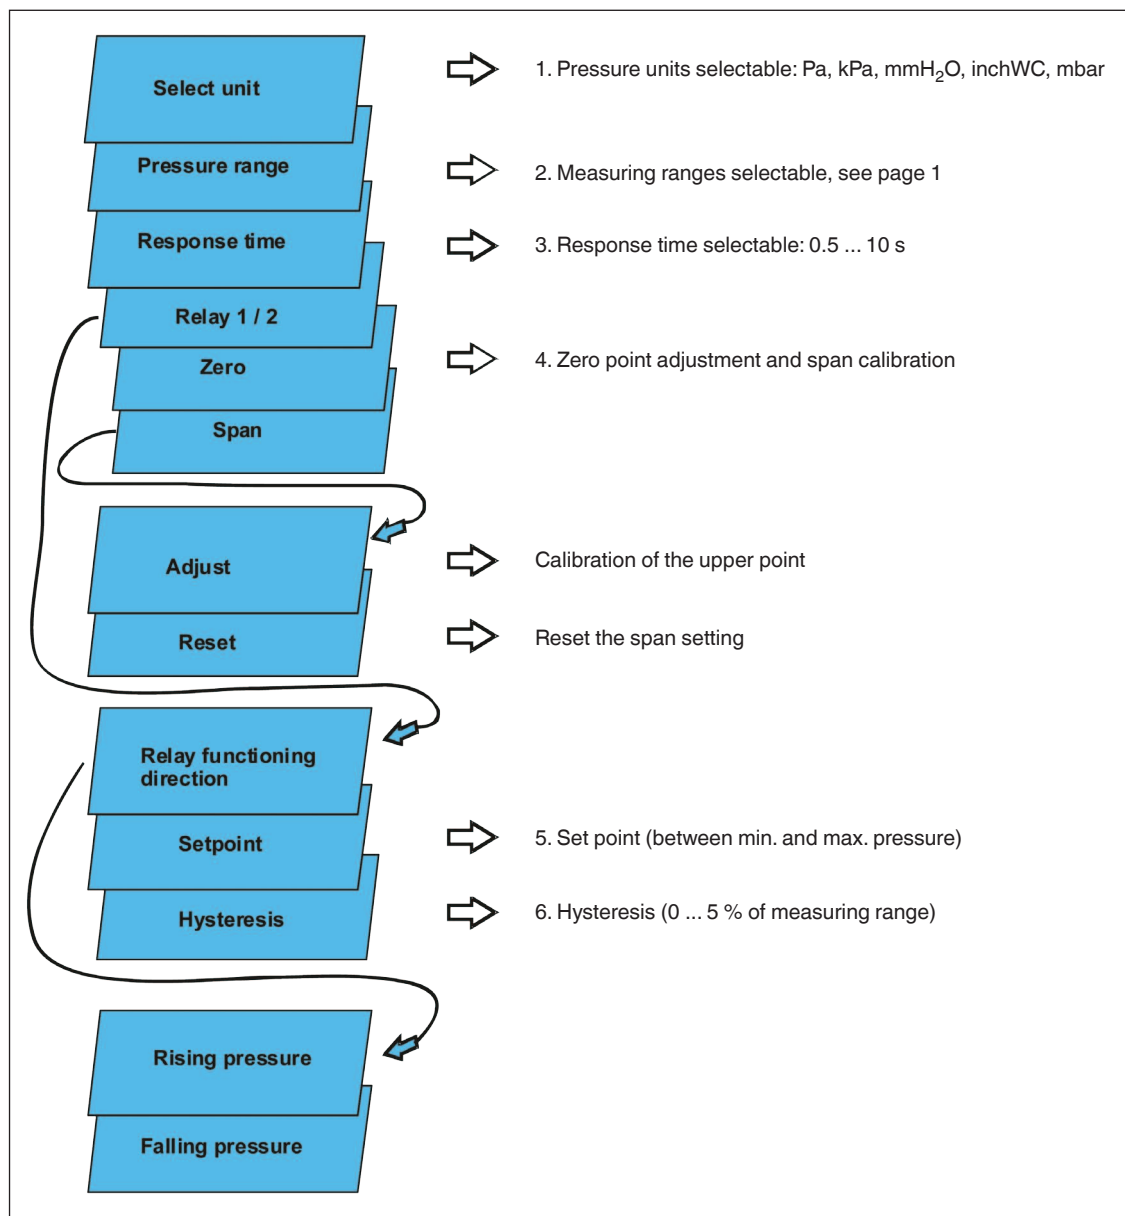 Select unit
1. Pressure units selectable: Pa, kPa, mmH₂O, inchWC, mbar
Pressure range
2. Measuring ranges selectable, see page 1
Response time
3. Response time selectable: 0.5 ... 10 s
Relay 1 / 2
Zero
4. Zero point adjustment and span calibration
Span
Adjust
Calibration of the upper point
Reset
Reset the span setting
Relay functioning
direction
Setpoint
5. Set point (between min. and max. pressure)
Hysteresis
6. Hysteresis (0 ... 5 % of measuring range)
Rising pressure
Falling pressure